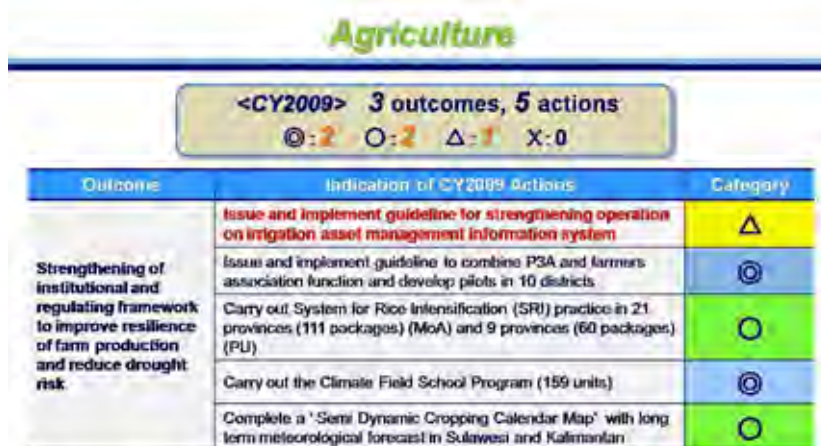 Agriculture
<CY2009> 3 outcomes, 5 actions
◎:2 ○:2 △:1 X:0
Outcome
Indication of CY2009 Actions
Category
Strengthening of
institutional and
regulating framework
to improve resilience
of farm production
and reduce drought
risk
Issue and implement guideline for strengthening operation
on irrigation asset management information system
△
Issue and implement guideline to combine P3A and farmers
association function and develop pilots in 10 districts
◎
Carry out System for Rice Intensification (SRI) practice in 21
provinces (111 packages) (MoA) and 9 provinces (60 packages)
(PU)
○
Carry out the Climate Field School Program (159 units)
◎
Complete a 'Semi Dynamic Cropping Calendar Map' with long
term meteorological forecast in Sulawesi and Kalimantan
○